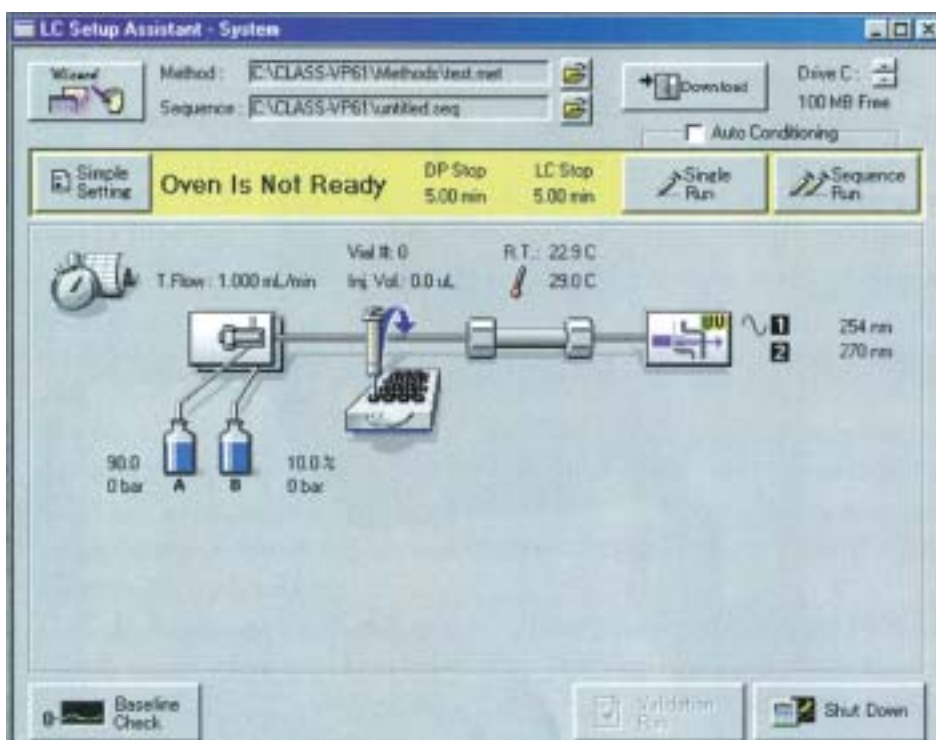 LC Setup Assistant - System
Wizard
Method : C:\CLASS-VP61\Methods\test.met
Sequence : C:\CLASS-VP61\untitled.seq
Download
Drive C :
100 MB Free
Auto Conditioning
Simple Setting
Oven Is Not Ready
DP Stop
5.00 min
LC Stop
5.00 min
Single Run
Sequence Run
T.Flow : 1.000 mL/min
Vial #: 0
Inj. Vol.: 0.0 uL
R.T.: 22.9 C
29.0 C
UV
1 254 nm
2 270 nm
90.0
0 bar
A
B
10.0 %
0 bar
Baseline Check
Validation Run
Shut Down